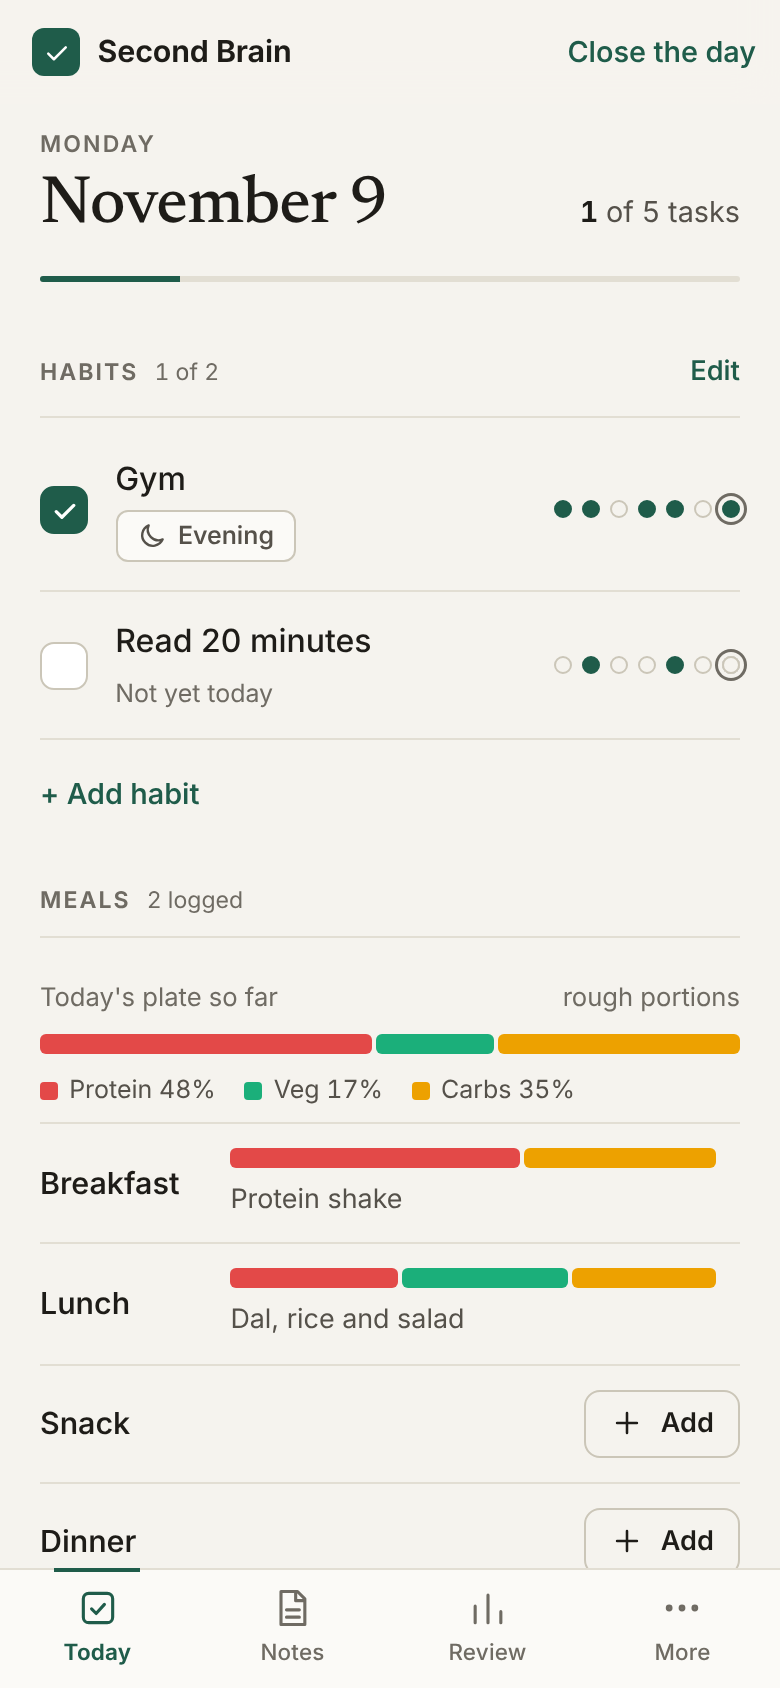 Second Brain
Close the day
MONDAY
November 9
1 of 5 tasks
HABITS 1 of 2
Edit
Gym
Evening
Read 20 minutes
Not yet today
+ Add habit
MEALS 2 logged
Today's plate so far
rough portions
Protein 48% Veg 17% Carbs 35%
Breakfast
Protein shake
Lunch
Dal, rice and salad
Snack
+ Add
Dinner
+ Add
Today
Notes
Review
More